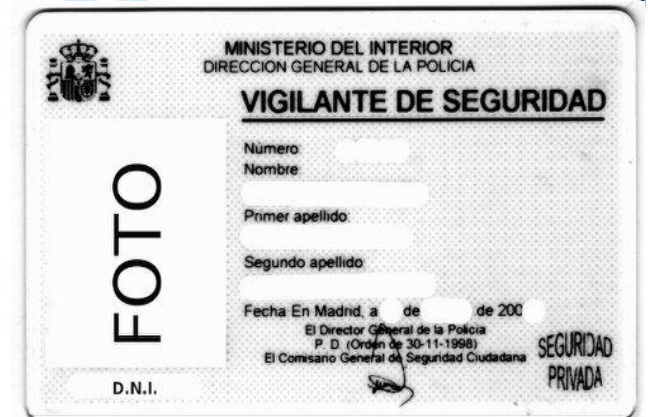 MINISTERIO DEL INTERIOR
DIRECCION GENERAL DE LA POLICIA
VIGILANTE DE SEGURIDAD
Número
Nombre
Primer apellido
Segundo apellido
Fecha En Madrid, a de de 200
El Director General de la Policia
P. D. (Orden de 30-11-1998)
El Comisario General de Seguridad Ciudadana
SEGURIDAD
PRIVADA
FOTO
D.N.I.